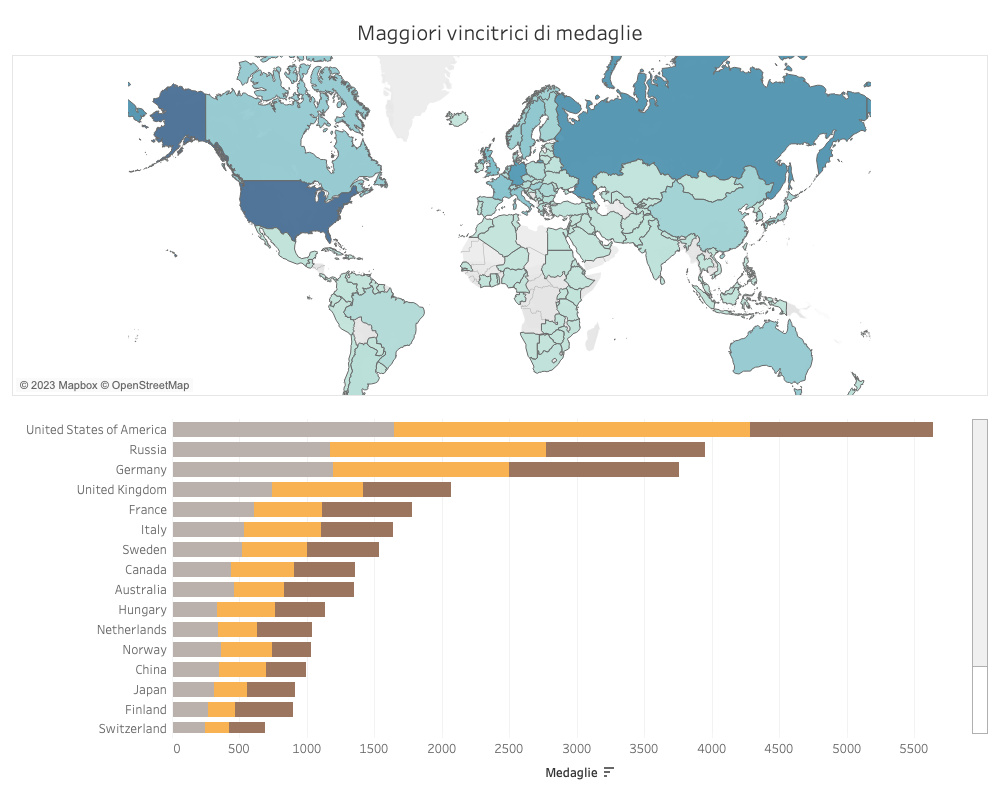 Maggiori vincitrici di medaglie
© 2023 Mapbox © OpenStreetMap
United States of America
Russia
Germany
United Kingdom
France
Italy
Sweden
Canada
Australia
Hungary
Netherlands
Norway
China
Japan
Finland
Switzerland
0 500 1000 1500 2000 2500 3000 3500 4000 4500 5000 5500
Medaglie